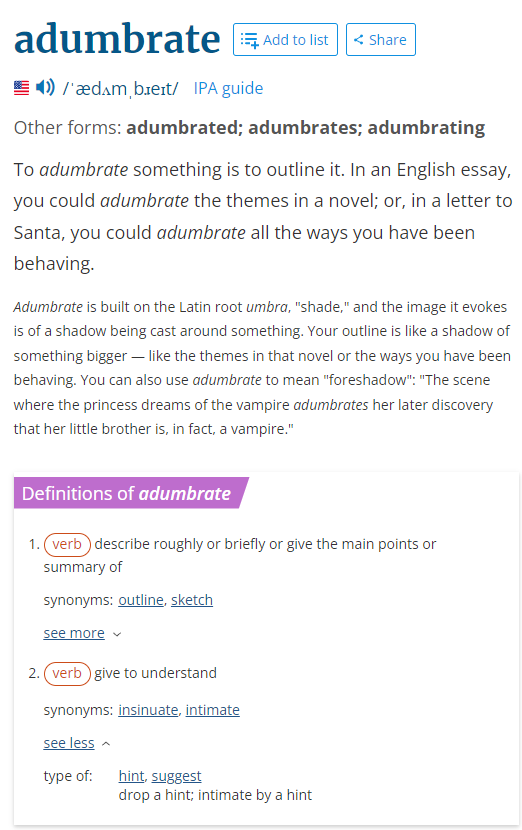 adumbrate Add to list Share
/ˈædʌmˌbɹeɪt/ IPA guide
Other forms: adumbrated; adumbrates; adumbrating
To adumbrate something is to outline it. In an English essay,
you could adumbrate the themes in a novel; or, in a letter to
Santa, you could adumbrate all the ways you have been
behaving.
Adumbrate is built on the Latin root umbra, "shade," and the image it evokes
is of a shadow being cast around something. Your outline is like a shadow of
something bigger — like the themes in that novel or the ways you have been
behaving. You can also use adumbrate to mean "foreshadow": "The scene
where the princess dreams of the vampire adumbrates her later discovery
that her little brother is, in fact, a vampire."
Definitions of adumbrate
1. verb describe roughly or briefly or give the main points or
summary of
synonyms: outline, sketch
see more
2. verb give to understand
synonyms: insinuate, intimate
see less
type of: hint, suggest
drop a hint; intimate by a hint